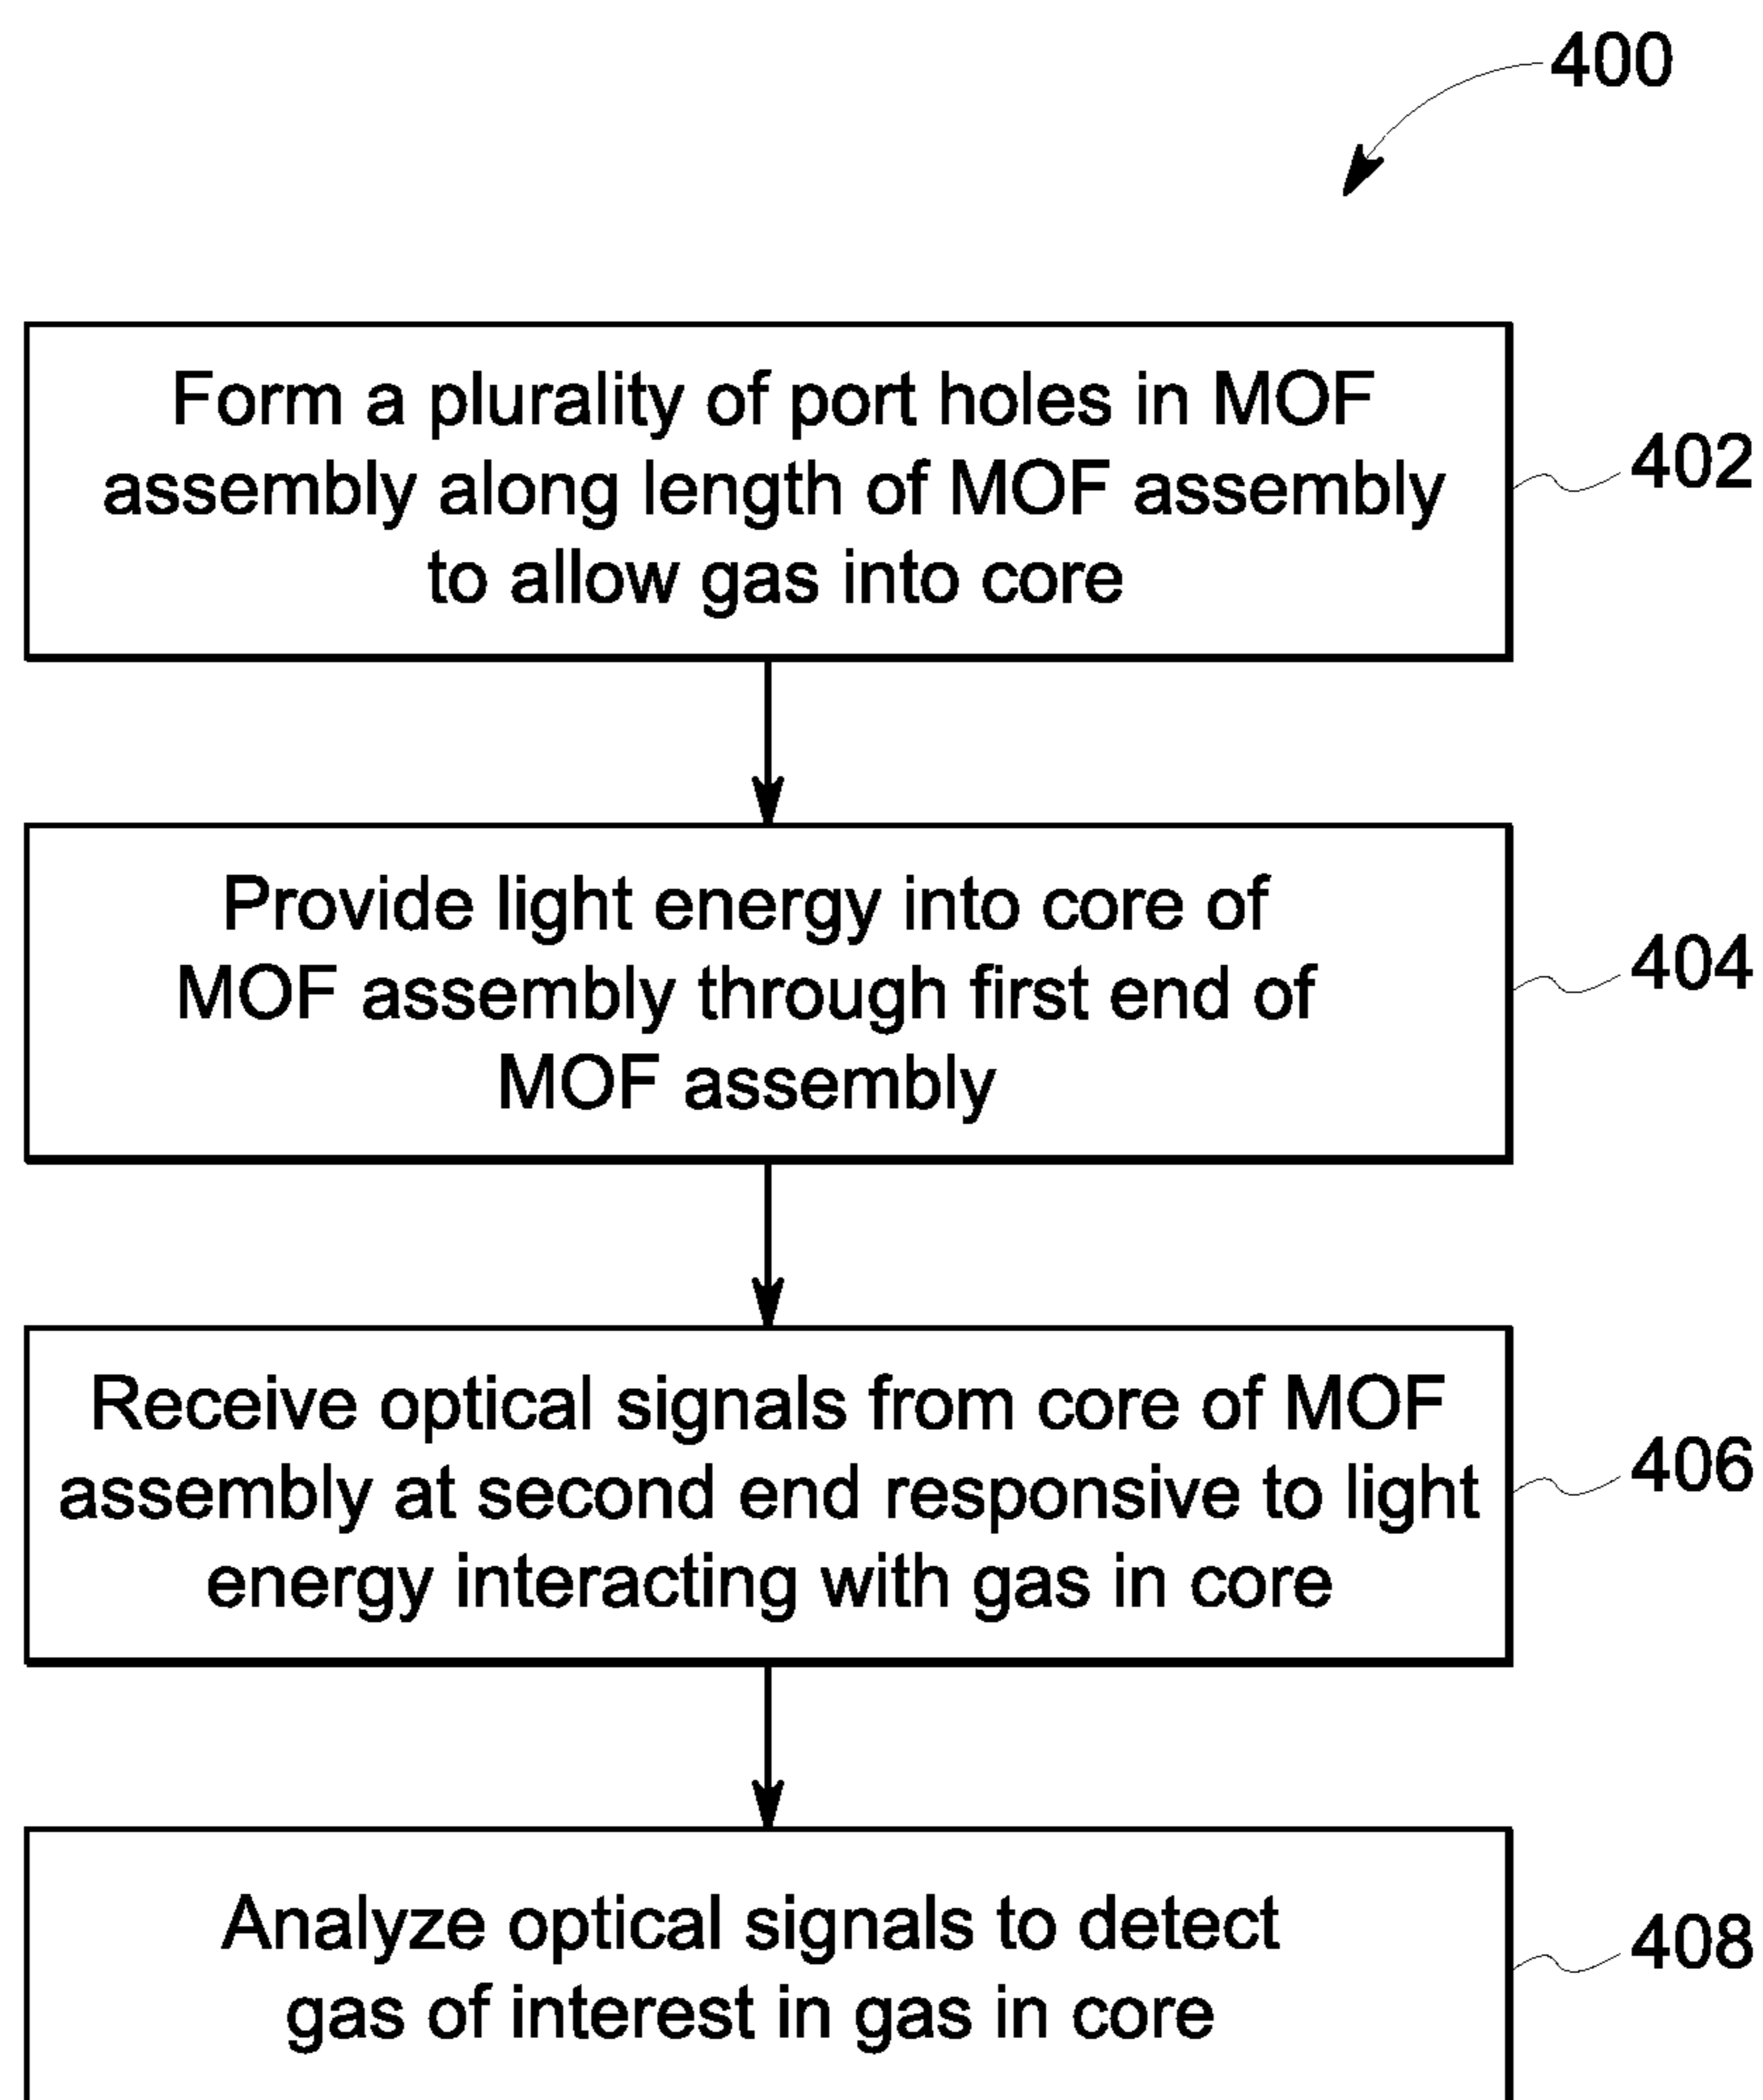 400
Form a plurality of port holes in MOF
assembly along length of MOF assembly
to allow gas into core
402
Provide light energy into core of
MOF assembly through first end of
MOF assembly
404
Receive optical signals from core of MOF
assembly at second end responsive to light
energy interacting with gas in core
406
Analyze optical signals to detect
gas of interest in gas in core
408